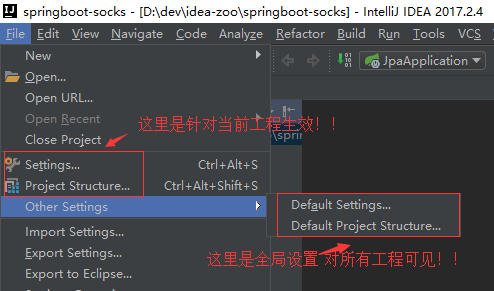 springboot-socks - [D:\dev\idea-zoo\springboot-socks] - IntelliJ IDEA 2017.2.4
File Edit View Navigate Code Analyze Refactor Build Run Tools VCS
New
Open...
JpaApplication
Open URL...
Open Recent
这里是针对当前工程生效!!
Close Project
Settings... Ctrl+Alt+S
Project Structure... Ctrl+Alt+Shift+S
Other Settings
Default Settings...
Default Project Structure...
Import Settings...
Export Settings...
这里是全局设置 对所有工程可见!!
Export to Eclipse...